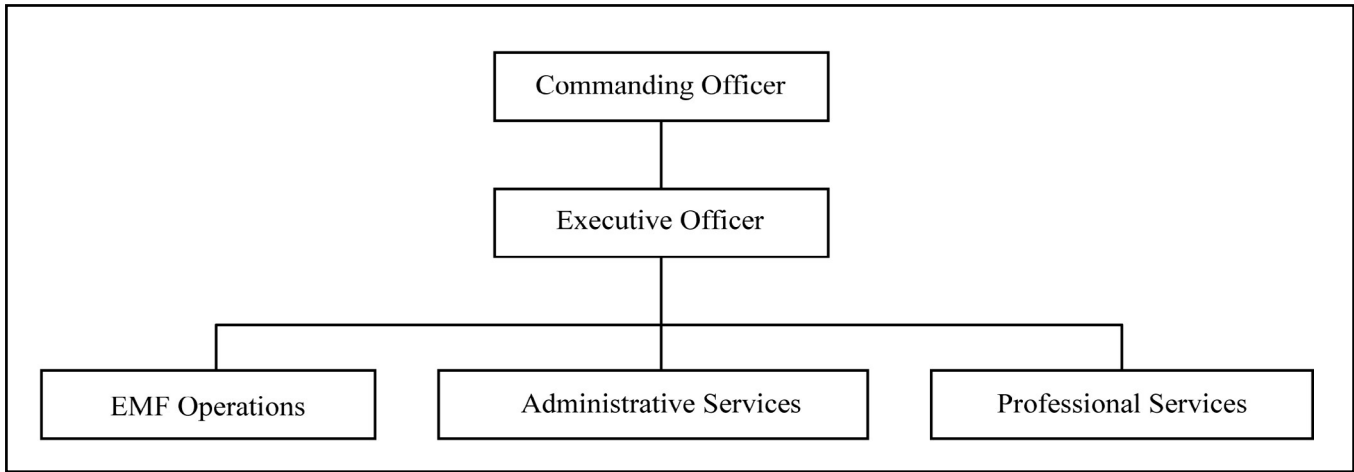 Commanding Officer
Executive Officer
EMF Operations
Administrative Services
Professional Services